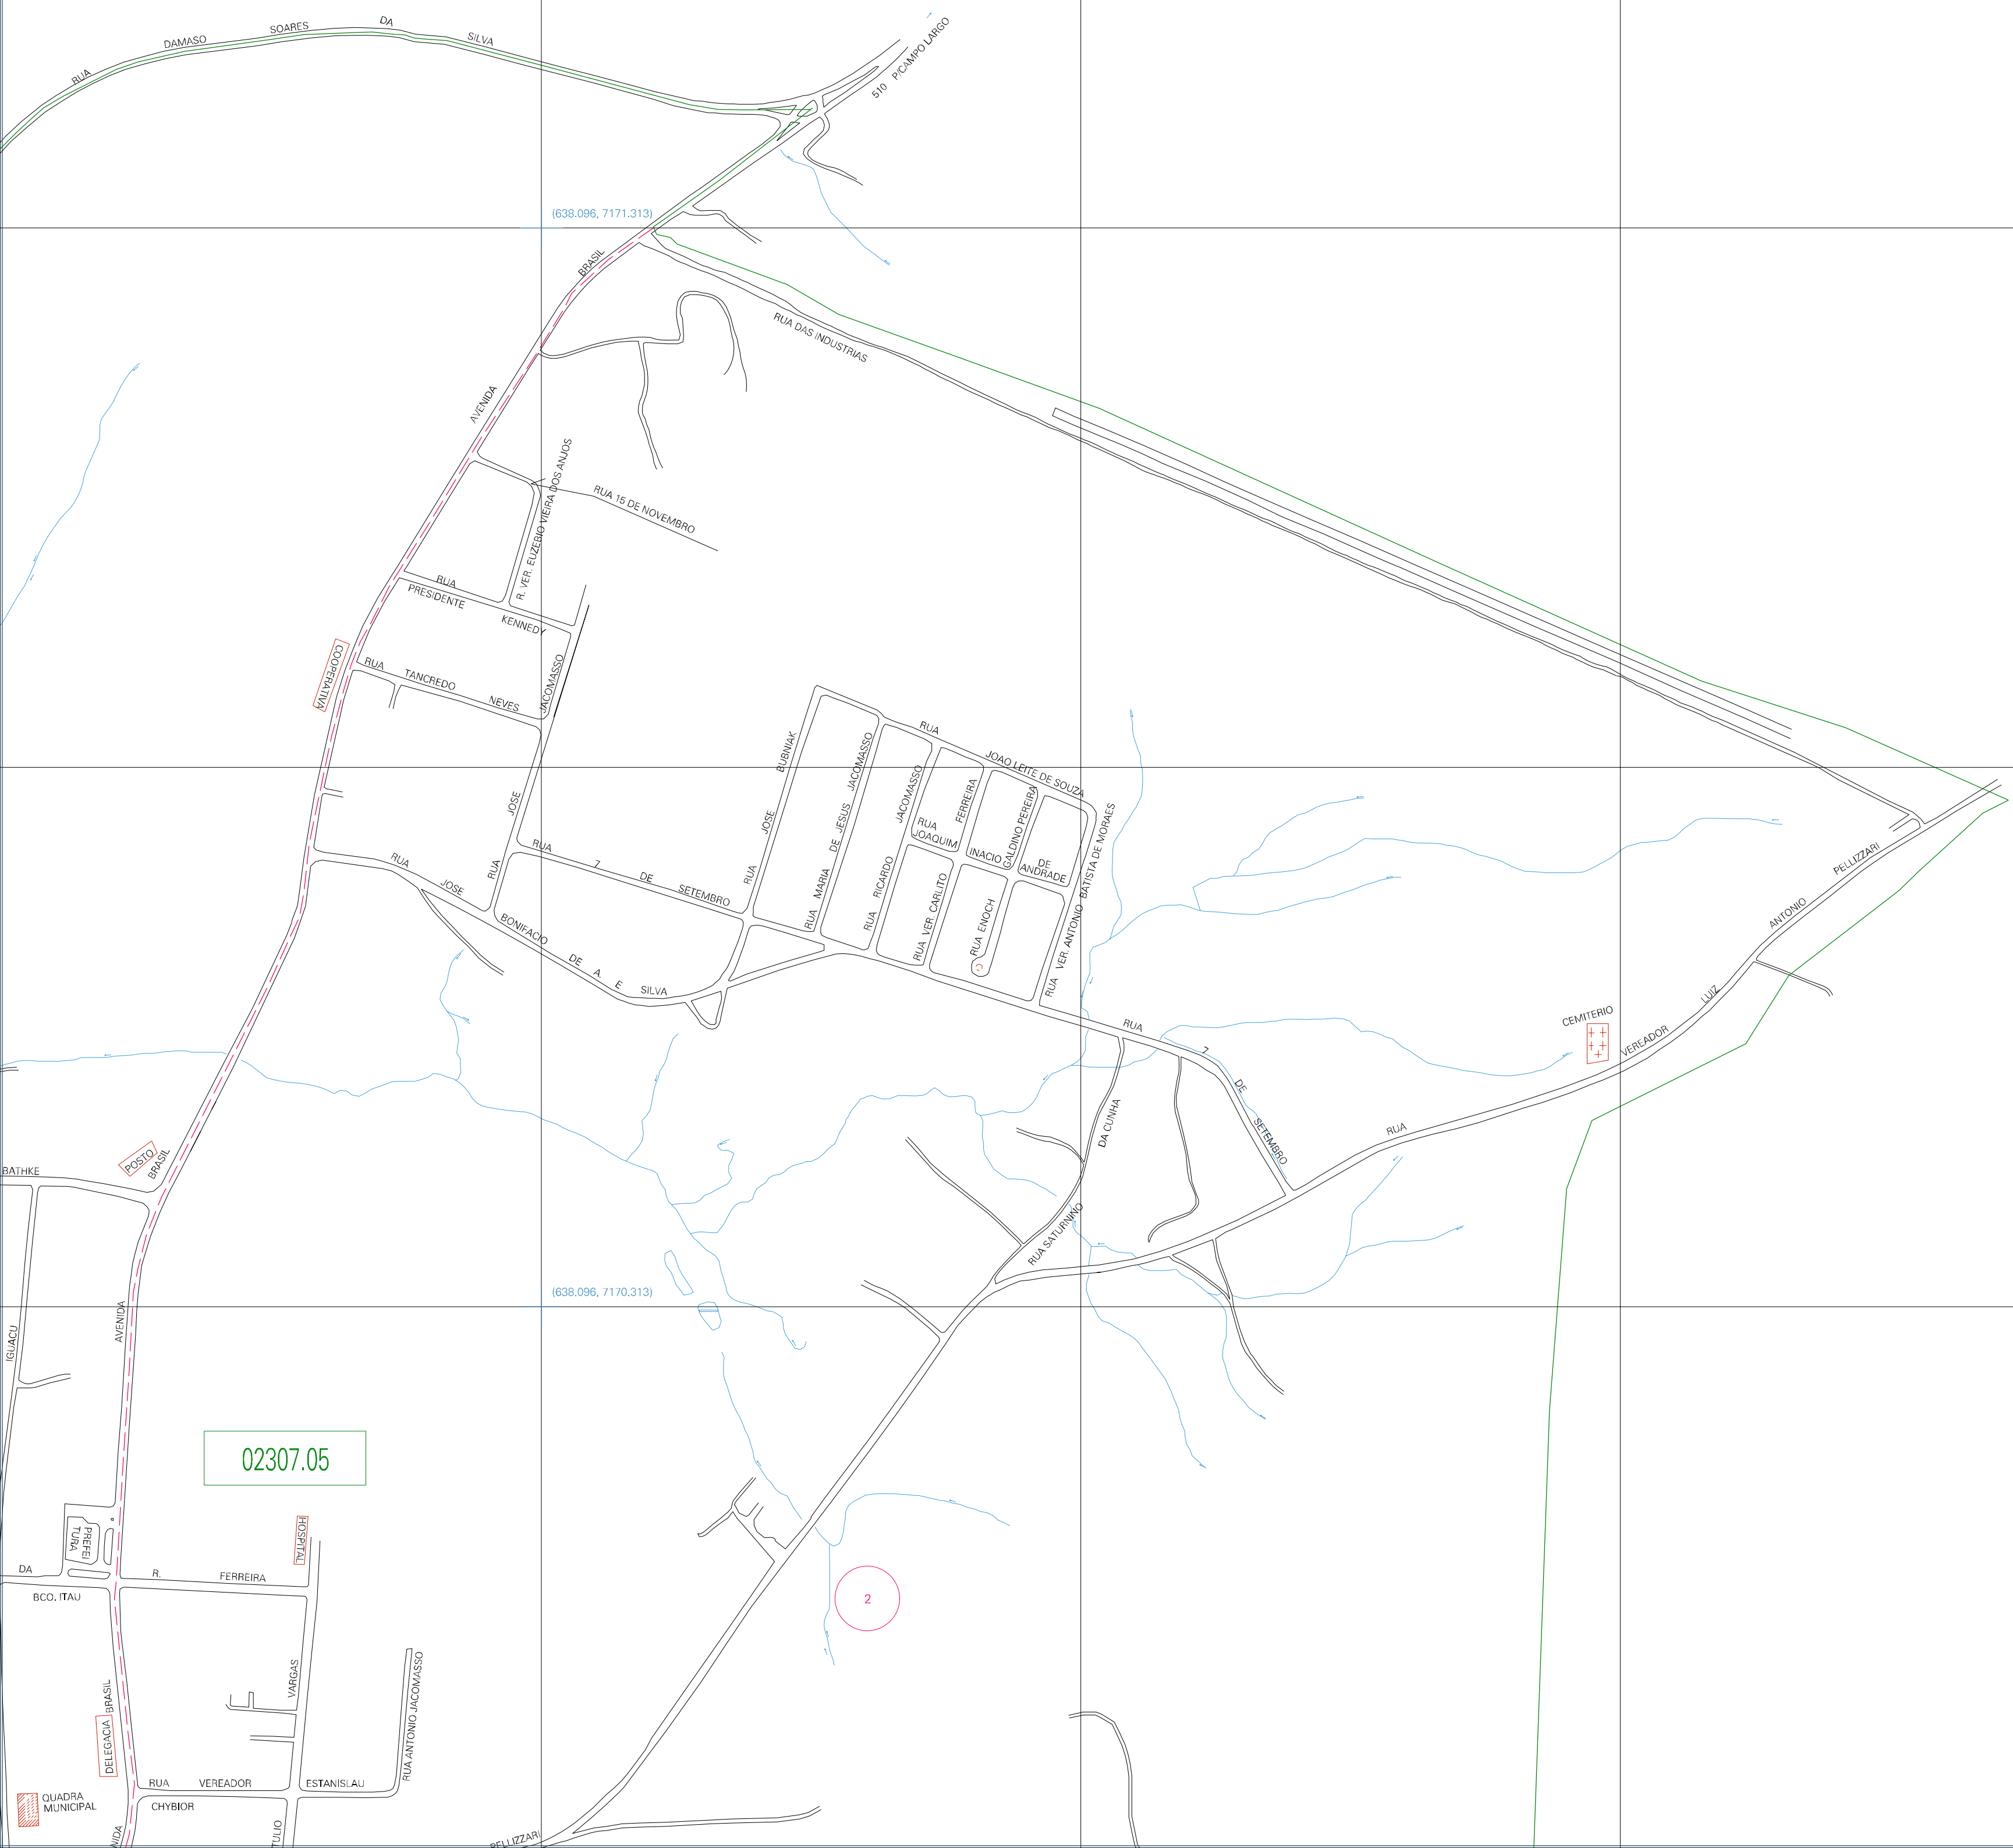 RUA DAMASO SOARES DA SILVA
510 P/CAMPO LARGO
(638.096, 7171.313)
BRASIL
AVENIDA
RUA DAS INDUSTRIAS
R. VER. EUZEBIO VIEIRA DOS ANJOS
RUA 15 DE NOVEMBRO
RUA
PRESIDENTE
KENNEDY
COOPERATIVA
RUA TANCREDO NEVES
RUA JOSE JACOMASSO
RUA JOSE BUBNIAK
RUA MARIA DE JESUS JACOMASSO
RUA RICARDO JACOMASSO
RUA VER. CARLITO FERREIRA
RUA ENOCH GALDINO PEREIRA
RUA
JOAQUIM INACIO DE
ANDRADE
RUA JOAO LEITE DE SOUZA
RUA VER. ANTONIO BATISTA DE MORAES
RUA 7 DE SETEMBRO
RUA JOSE BONIFACIO DE A. E SILVA
RUA 7 DE SETEMBRO
CEMITERIO
RUA VEREADOR LUIZ ANTONIO PELLIZZARI
RUA SATURNINO DA CUNHA
POSTO
BRASIL
BATHKE
AVENIDA
IGUACU
(638.096, 7170.313)
02307.05
PREFEI
TURA
HOSPITAL
DA
R. FERREIRA
BCO. ITAU
2
VARGAS
RUA ANTONIO JACOMASSO
BRASIL
DELEGACIA
RUA VEREADOR ESTANISLAU
CHYBIOR
QUADRA
MUNICIPAL
NIDA
TULIO
PELLIZZARI